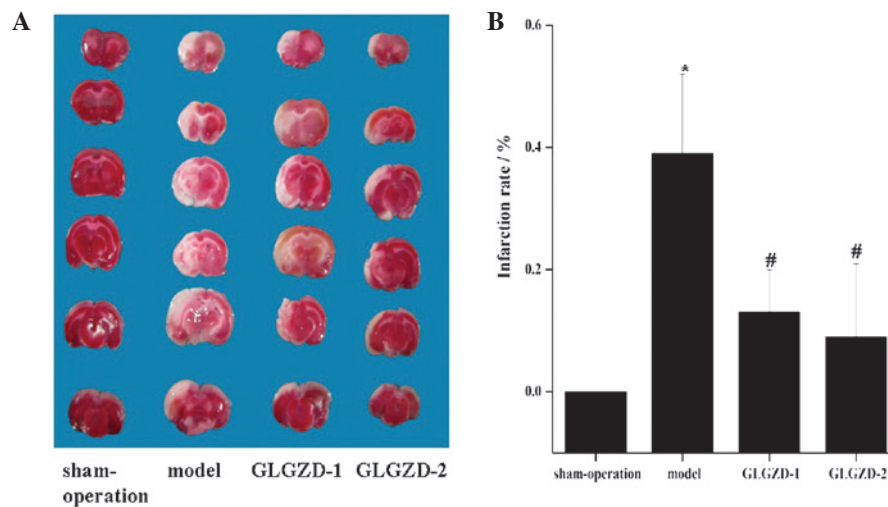 A
sham-
operation
model
GLGZD-1
GLGZD-2
B
Infarction rate / %
0.6
0.4
0.2
0.0
*
#
#
sham-operation
model
GLGZD-1
GLGZD-2